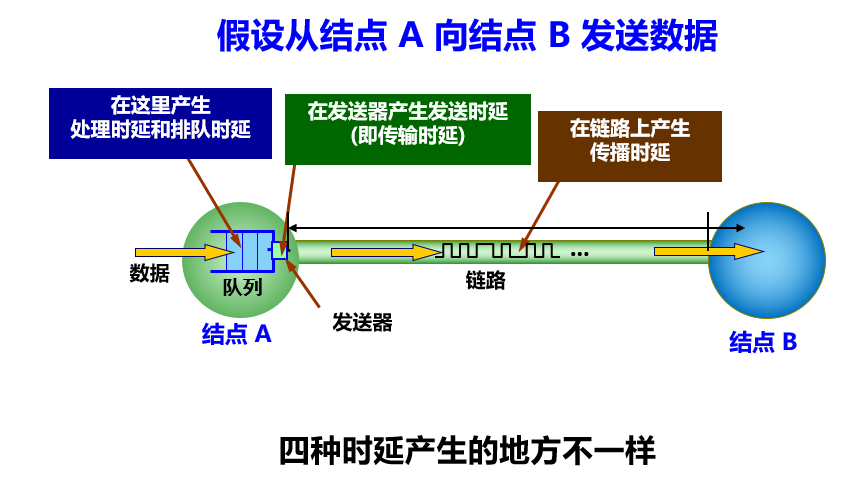 假设从结点 A 向结点 B 发送数据
在这里产生
处理时延和排队时延
在发送器产生发送时延
(即传输时延)
在链路上产生
传播时延
数据
队列
链路
…
结点 A
发送器
结点 B
四种时延产生的地方不一样